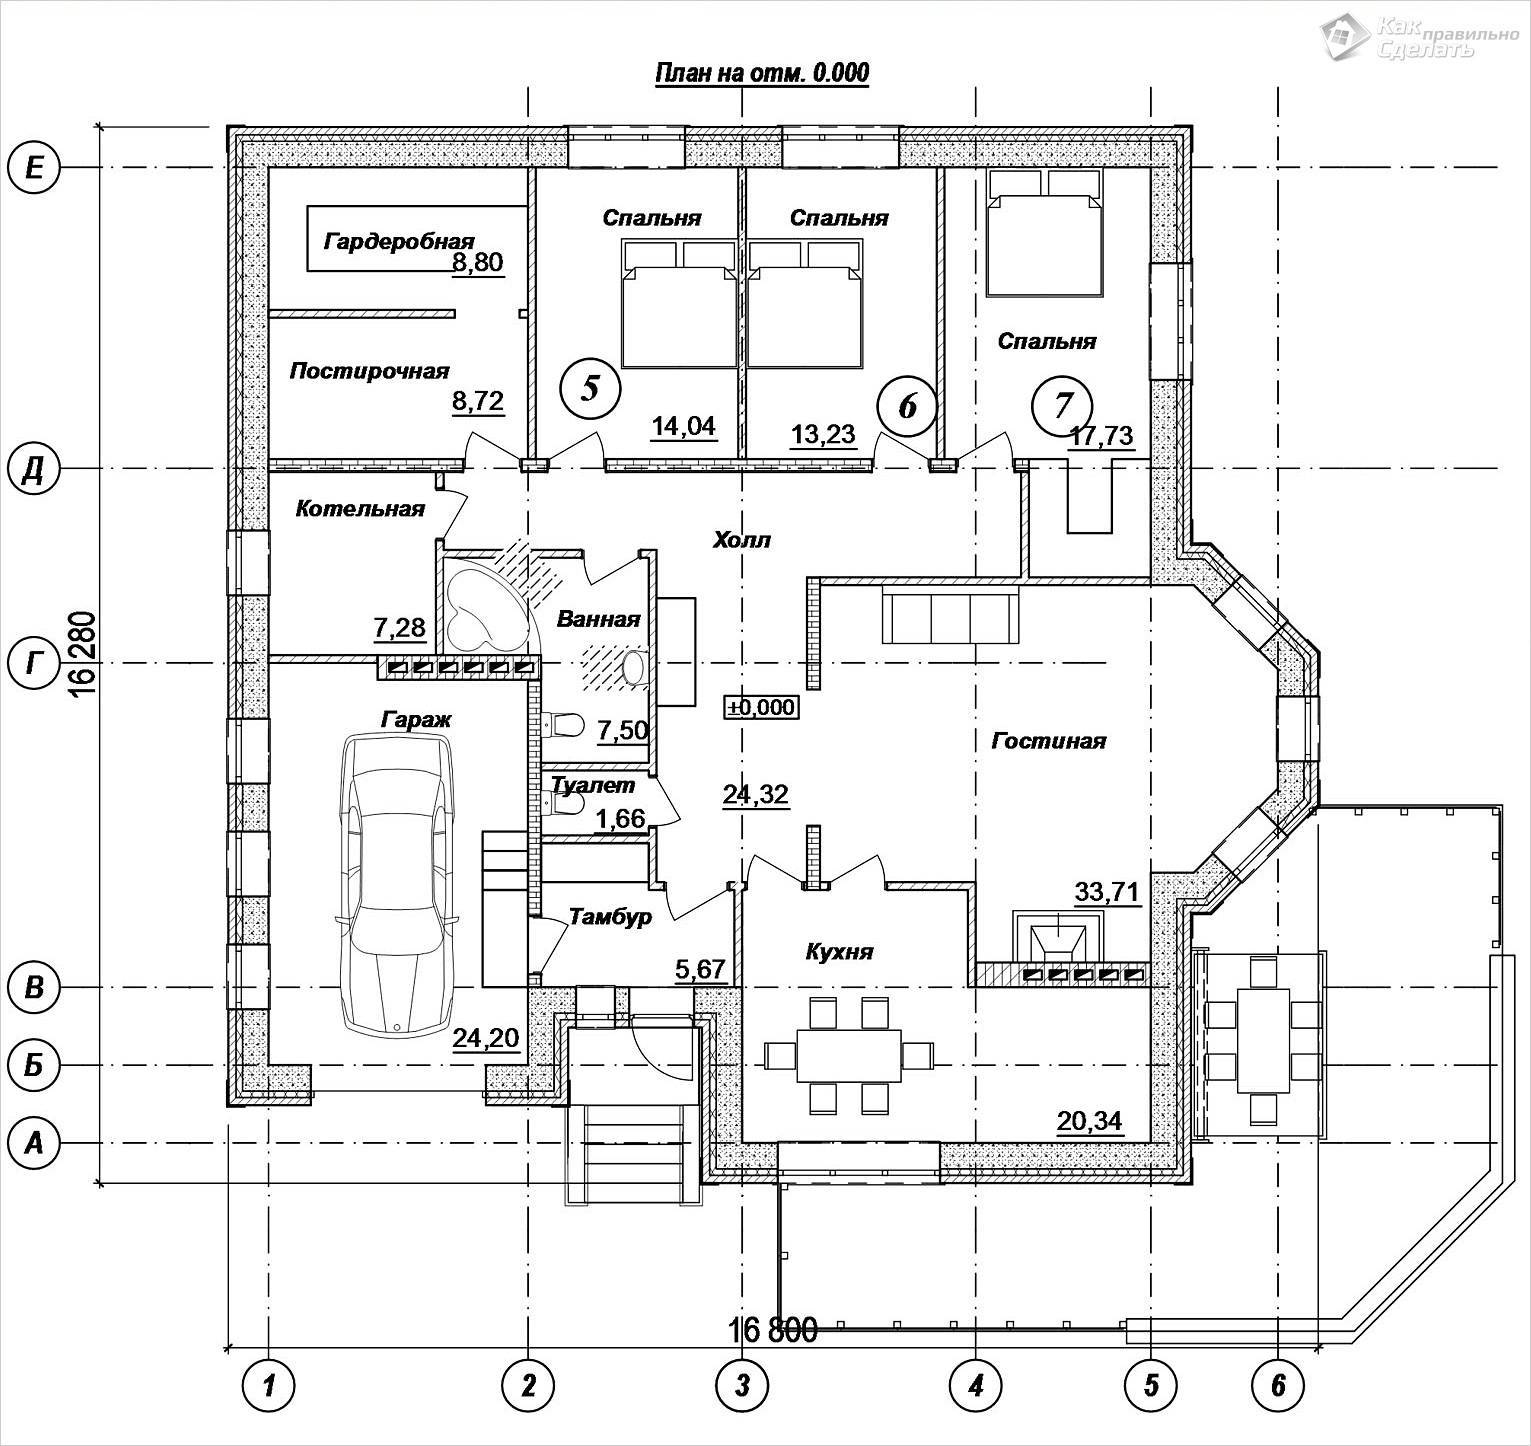 Как правильно
Сделать
План на отм. 0.000
Е
Спальня
Спальня
Гардеробная
8,80
Спальня
Постирочная
8,72
5
6
7
14,04
13,23
17,73
Д
Котельная
Холл
Ванная
7,28
16 280
Г
±0,000
Гараж
7,50
Гостиная
Туалет
24,32
1,66
33,71
Тамбур
Кухня
5,67
В
24,20
Б
20,34
А
16 800
1
2
3
4
5
6